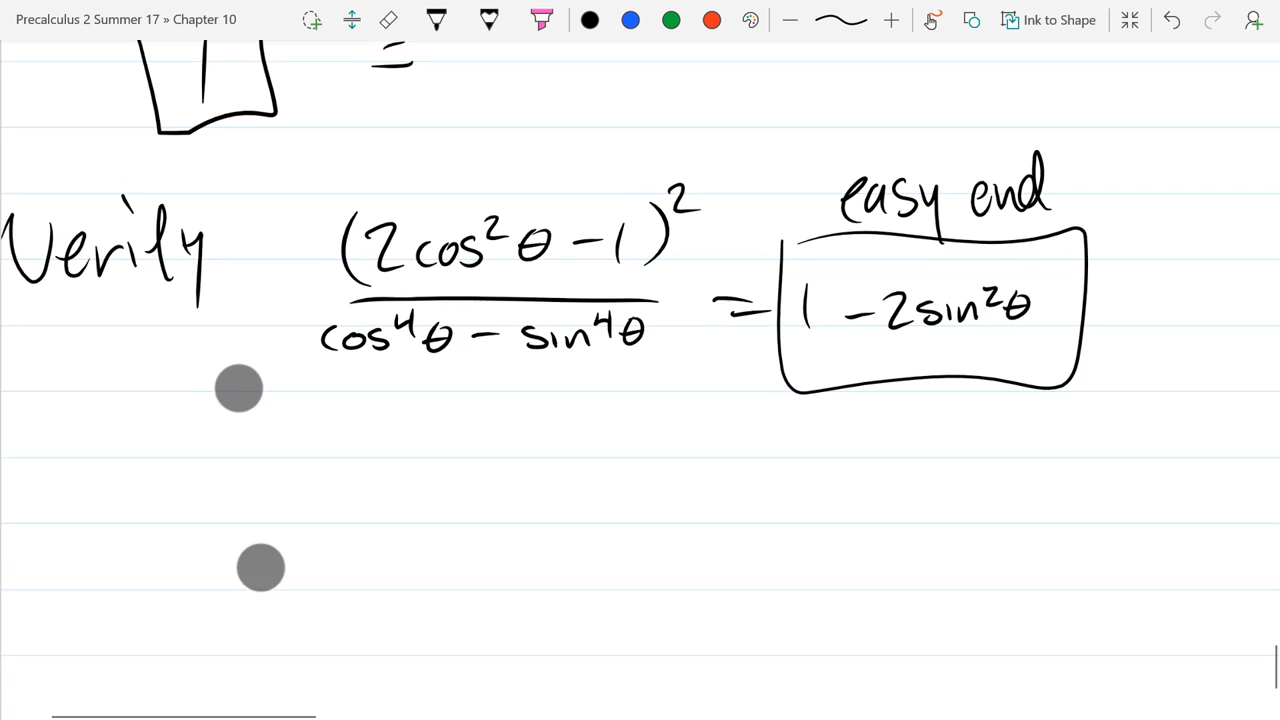 Precalculus 2 Summer 17 » Chapter 10
Ink to Shape
=
easy end
Verify (2cos²θ - 1)² / (cos⁴θ - sin⁴θ) = 1 - 2sin²θ